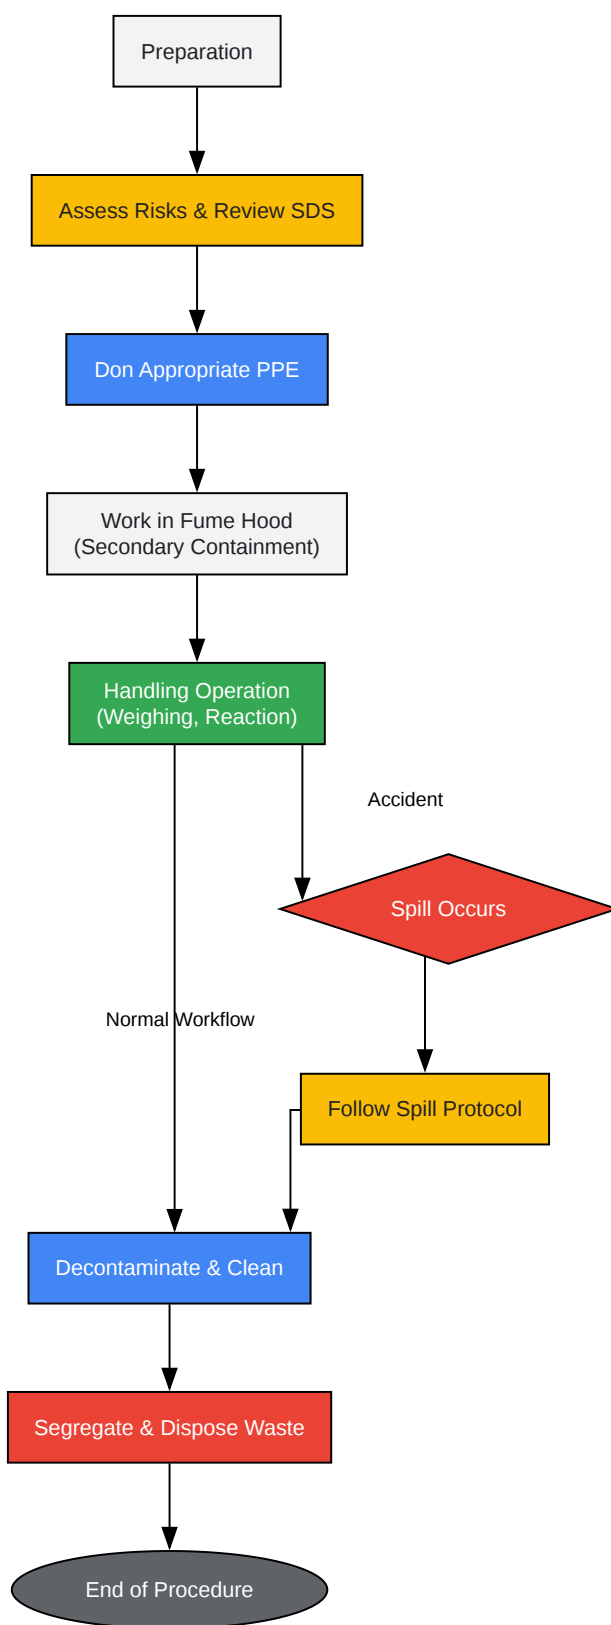 Preparation
Assess Risks & Review SDS
Don Appropriate PPE
Work in Fume Hood
(Secondary Containment)
Handling Operation
(Weighing, Reaction)
Accident
Spill Occurs
Normal Workflow
Follow Spill Protocol
Decontaminate & Clean
Segregate & Dispose Waste
End of Procedure